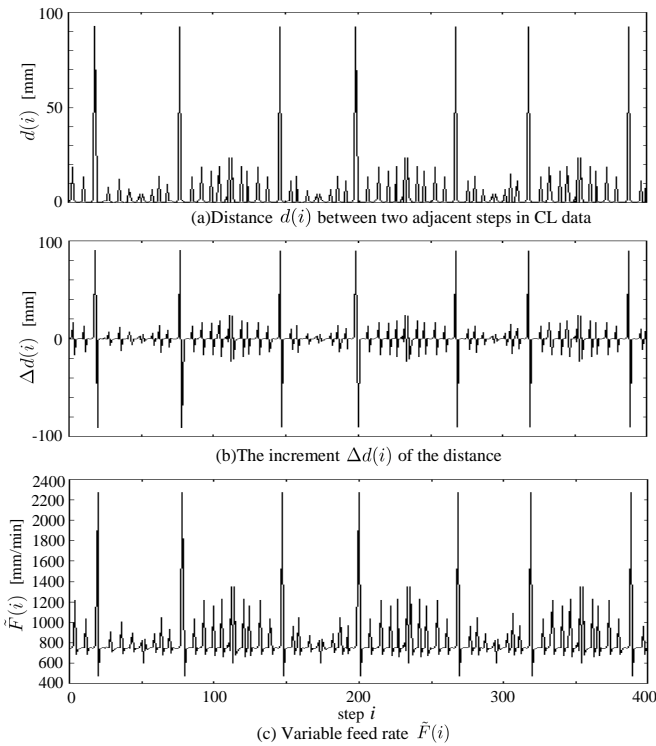 100
50
0
d(i) [mm]
(a)Distance d(i) between two adjacent steps in CL data
100
0
-100
Δd(i) [mm]
(b)The increment Δd(i) of the distance
2400
2200
2000
1800
1600
1400
1200
1000
800
600
400
F̃(i) [mm/min]
0 100 200 300 400
step i
(c) Variable feed rate F̃(i)